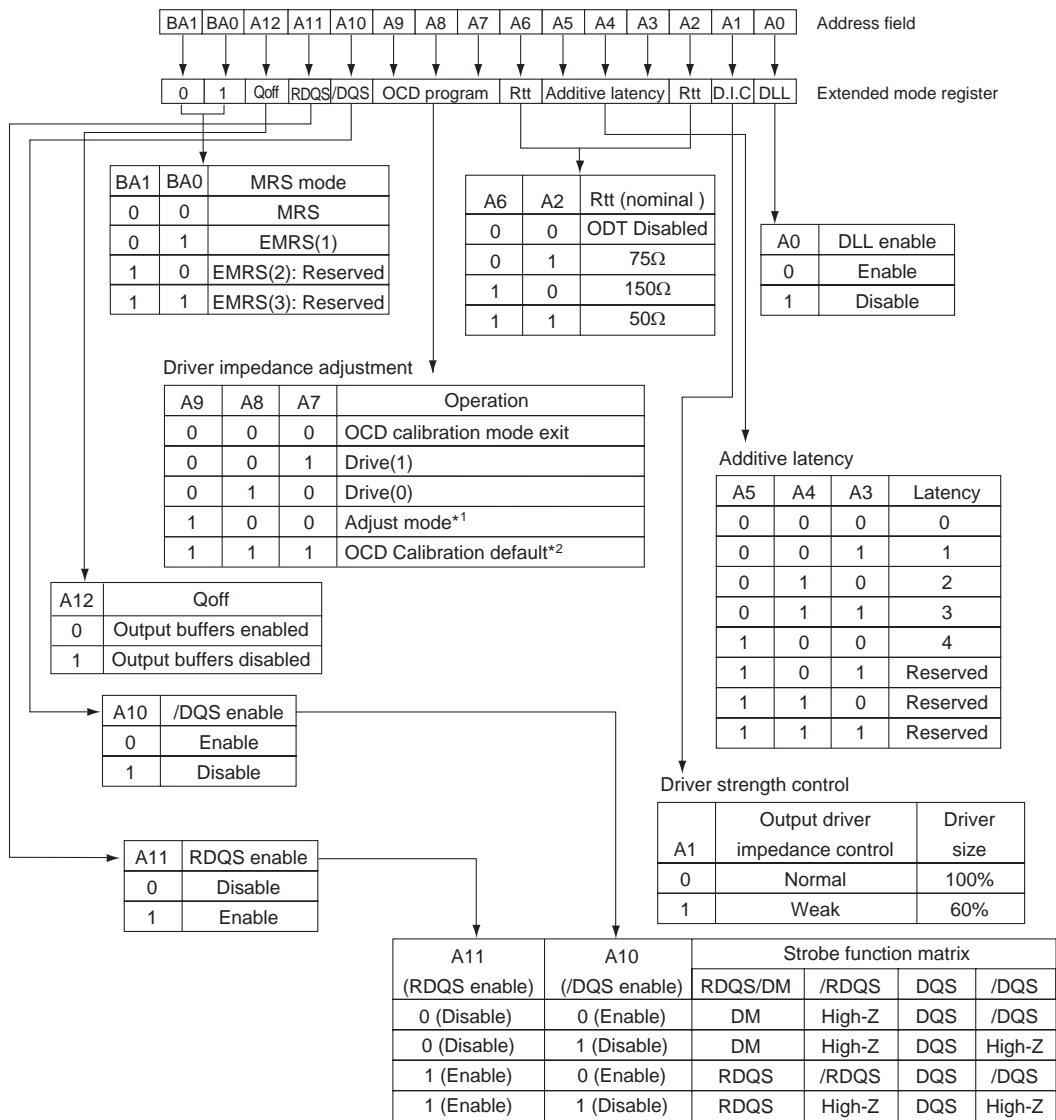 BA1 BA0 A12 A11 A10 A9 A8 A7 A6 A5 A4 A3 A2 A1 A0 Address field
0 1 Qoff RDQS /DQS OCD program Rtt Additive latency Rtt D.I.C DLL Extended mode register
BA1 BA0 MRS mode
0 0 MRS
0 1 EMRS(1)
1 0 EMRS(2): Reserved
1 1 EMRS(3): Reserved
A6 A2 Rtt (nominal )
0 0 ODT Disabled
0 1 75Ω
1 0 150Ω
1 1 50Ω
A0 DLL enable
0 Enable
1 Disable
Driver impedance adjustment
A9 A8 A7 Operation
0 0 0 OCD calibration mode exit
0 0 1 Drive(1)
0 1 0 Drive(0)
1 0 0 Adjust mode*1
1 1 1 OCD Calibration default*2
Additive latency
A5 A4 A3 Latency
0 0 0 0
0 0 1 1
0 1 0 2
0 1 1 3
1 0 0 4
1 0 1 Reserved
1 1 0 Reserved
1 1 1 Reserved
A12 Qoff
0 Output buffers enabled
1 Output buffers disabled
A10 /DQS enable
0 Enable
1 Disable
Driver strength control
Output driver Driver
A1 impedance control size
0 Normal 100%
1 Weak 60%
A11 RDQS enable
0 Disable
1 Enable
A11 A10 Strobe function matrix
(RDQS enable) (/DQS enable) RDQS/DM /RDQS DQS /DQS
0 (Disable) 0 (Enable) DM High-Z DQS /DQS
0 (Disable) 1 (Disable) DM High-Z DQS High-Z
1 (Enable) 0 (Enable) RDQS /RDQS DQS /DQS
1 (Enable) 1 (Disable) RDQS High-Z DQS High-Z